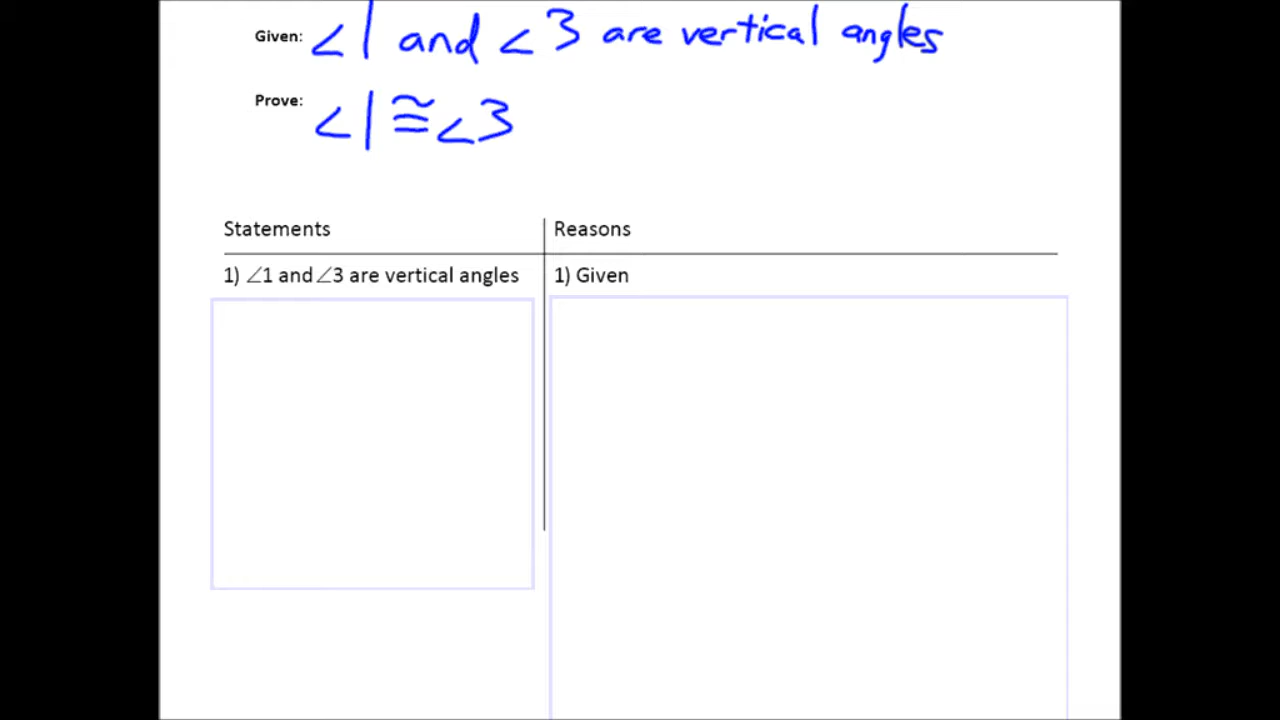 Given: ∠1 and ∠3 are vertical angles
Prove: ∠1 ≅ ∠3
Statements Reasons
1) ∠1 and ∠3 are vertical angles 1) Given